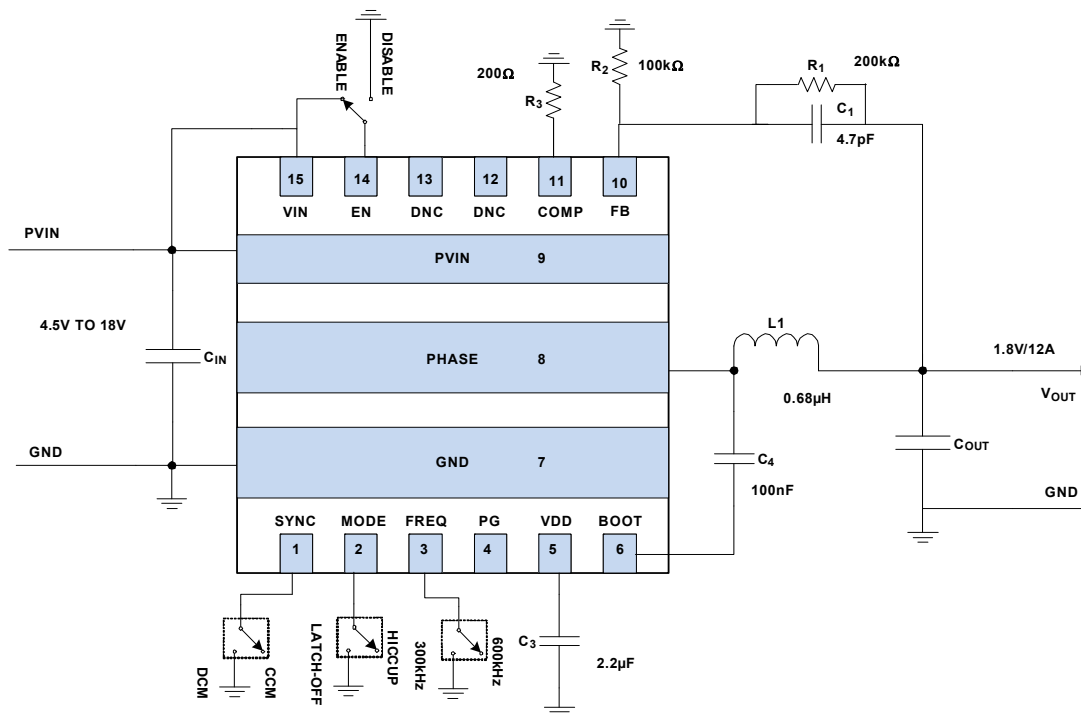 ENABLE
DISABLE
200Ω
R3
R2
100kΩ
R1
200kΩ
C1
4.7pF
15
14
13
12
11
10
VIN
EN
DNC
DNC
COMP
FB
PVIN
PVIN 9
4.5V TO 18V
CIN
PHASE 8
L1
0.68µH
1.8V/12A
VOUT
GND
GND 7
C4
100nF
COUT
GND
SYNC
MODE
FREQ
PG
VDD
BOOT
1
2
3
4
5
6
DCM
CCM
LATCH-OFF
HICCUP
300kHz
600kHz
C3
2.2µF